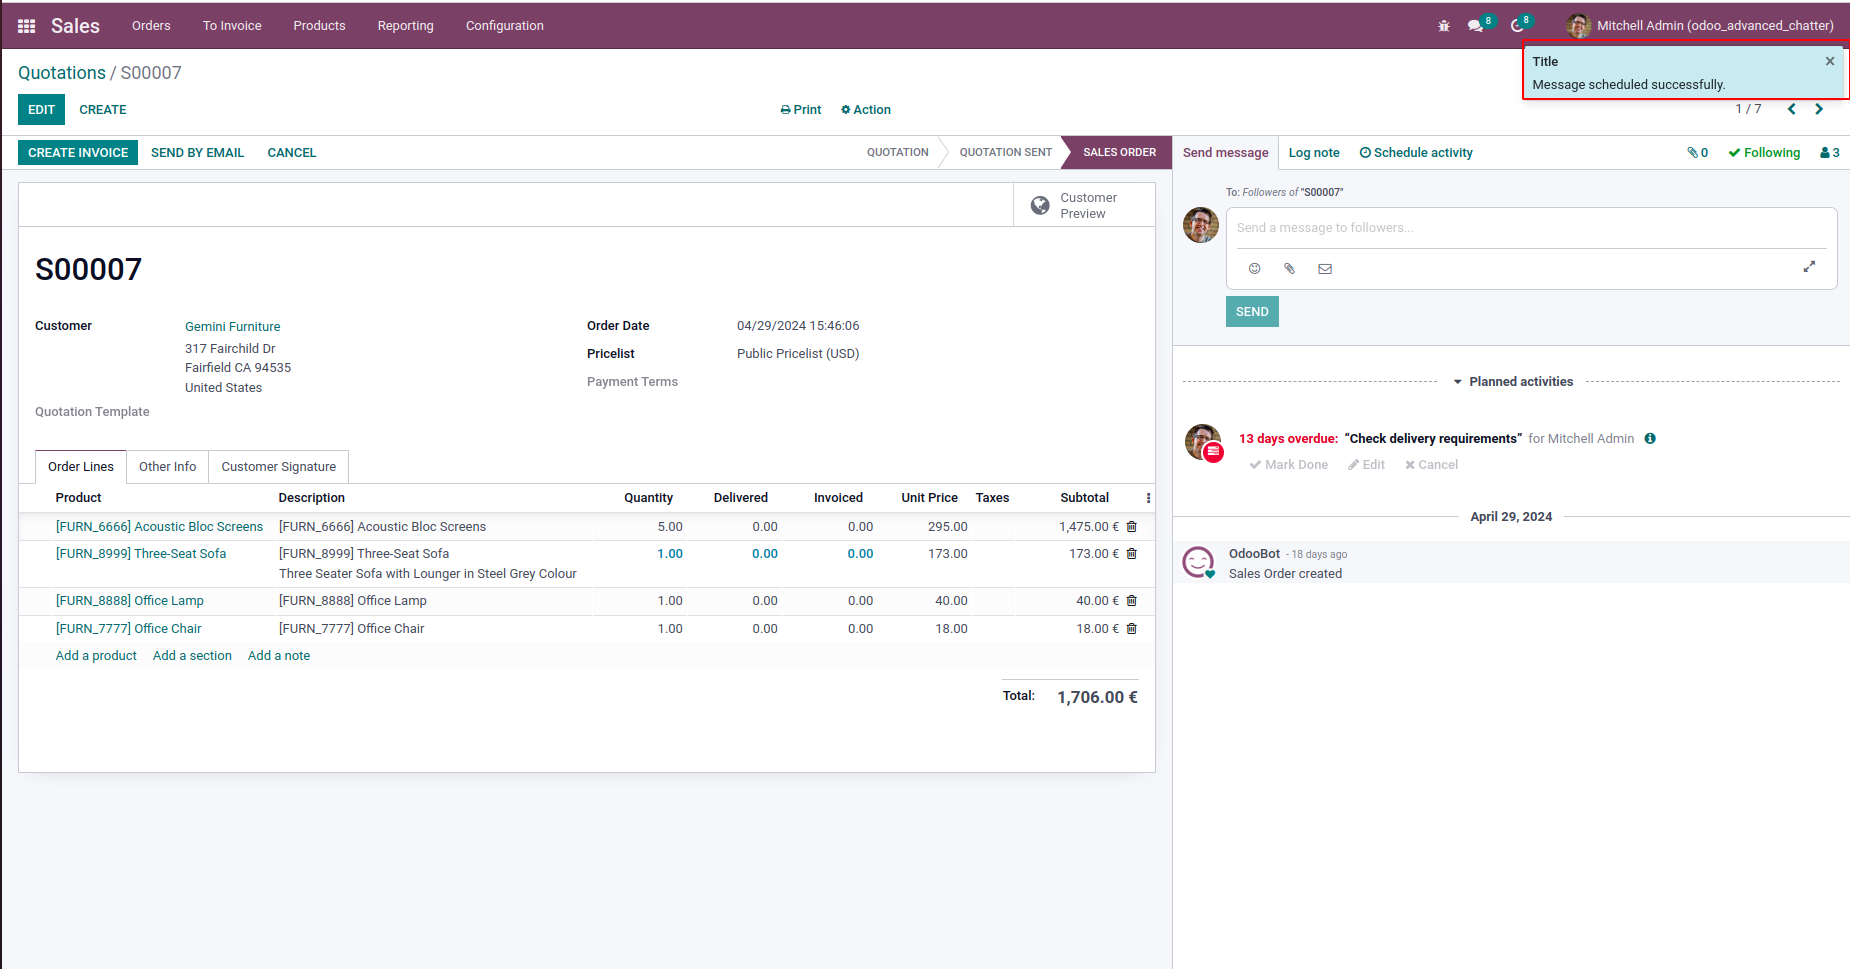 Sales Orders To Invoice Products Reporting Configuration 8 8 Mitchell Admin (odoo_advanced_chatter)
Title
Message scheduled successfully.
Quotations / S00007
EDIT CREATE Print Action 1 / 7
CREATE INVOICE SEND BY EMAIL CANCEL QUOTATION QUOTATION SENT SALES ORDER
Send message Log note Schedule activity 0 Following 3
Customer
Preview
S00007
Customer Gemini Furniture
317 Fairchild Dr
Fairfield CA 94535
United States
Quotation Template
Order Date 04/29/2024 15:46:06
Pricelist Public Pricelist (USD)
Payment Terms
Order Lines Other Info Customer Signature
Product Description Quantity Delivered Invoiced Unit Price Taxes Subtotal
[FURN_6666] Acoustic Bloc Screens [FURN_6666] Acoustic Bloc Screens 5.00 0.00 0.00 295.00 1,475.00 €
[FURN_8999] Three-Seat Sofa [FURN_8999] Three-Seat Sofa 1.00 0.00 0.00 173.00 173.00 €
Three Seater Sofa with Lounger in Steel Grey Colour
[FURN_8888] Office Lamp [FURN_8888] Office Lamp 1.00 0.00 0.00 40.00 40.00 €
[FURN_7777] Office Chair [FURN_7777] Office Chair 1.00 0.00 0.00 18.00 18.00 €
Add a product Add a section Add a note
Total: 1,706.00 €
To: Followers of "S00007"
Send a message to followers...
SEND
Planned activities
13 days overdue: “Check delivery requirements” for Mitchell Admin
Mark Done Edit Cancel
April 29, 2024
OdooBot - 18 days ago
Sales Order created